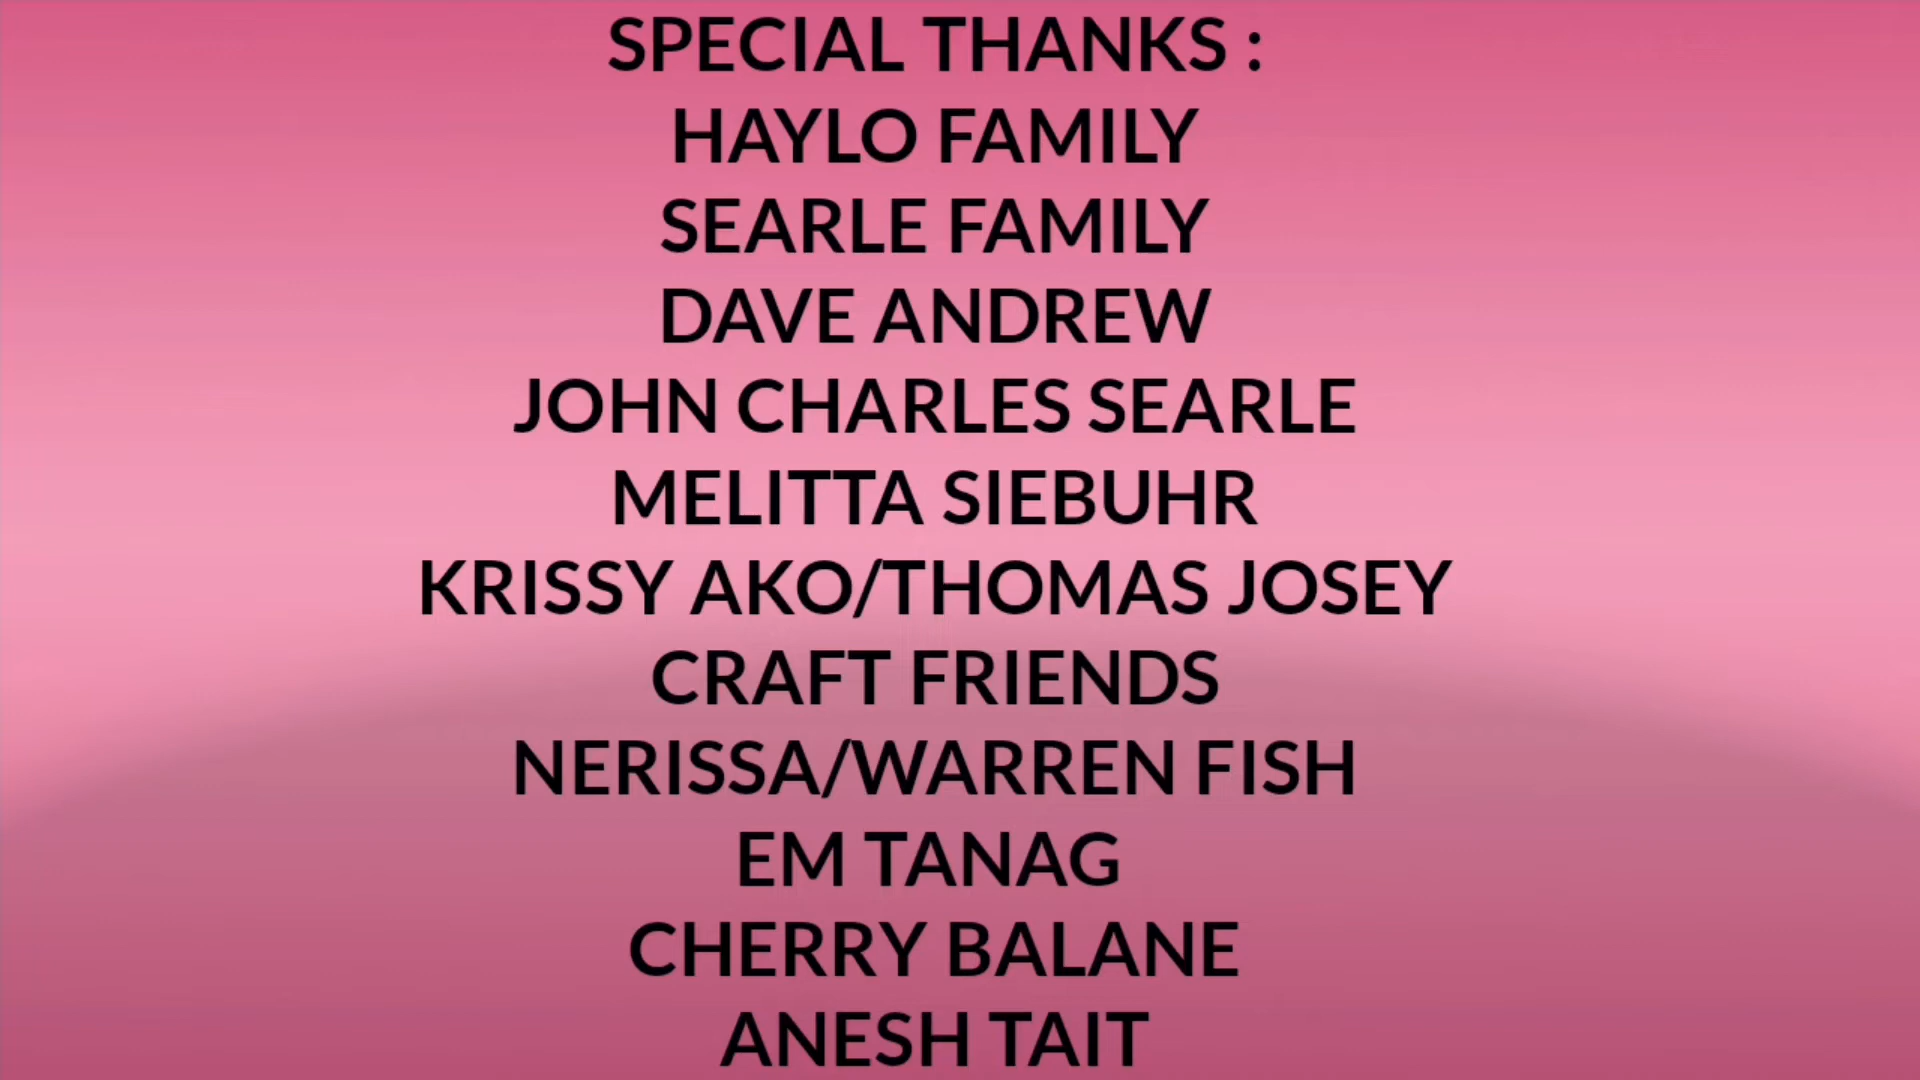 SPECIAL THANKS :
HAYLO FAMILY
SEARLE FAMILY
DAVE ANDREW
JOHN CHARLES SEARLE
MELITTA SIEBUHR
KRISSY AKO/THOMAS JOSEY
CRAFT FRIENDS
NERISSA/WARREN FISH
EM TANAG
CHERRY BALANE
ANESH TAIT